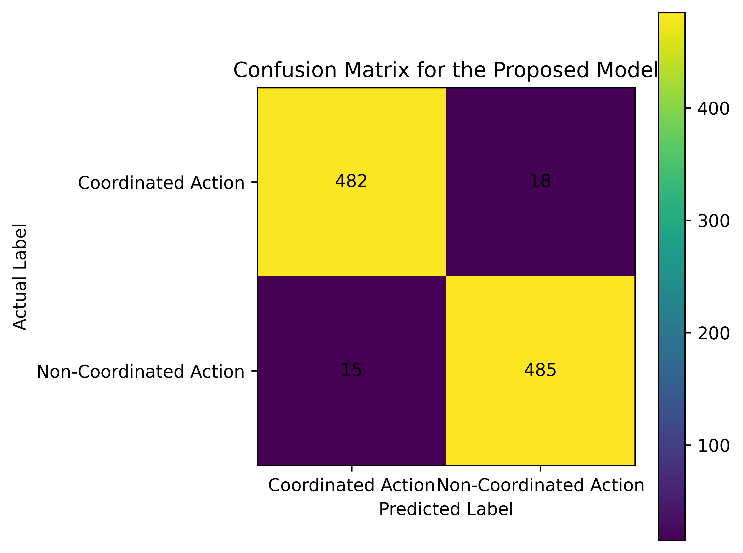 Confusion Matrix for the Proposed Model
400
300
200
100
Actual Label
Coordinated Action
482
18
Non-Coordinated Action
15
485
Coordinated Action
Non-Coordinated Action
Predicted Label